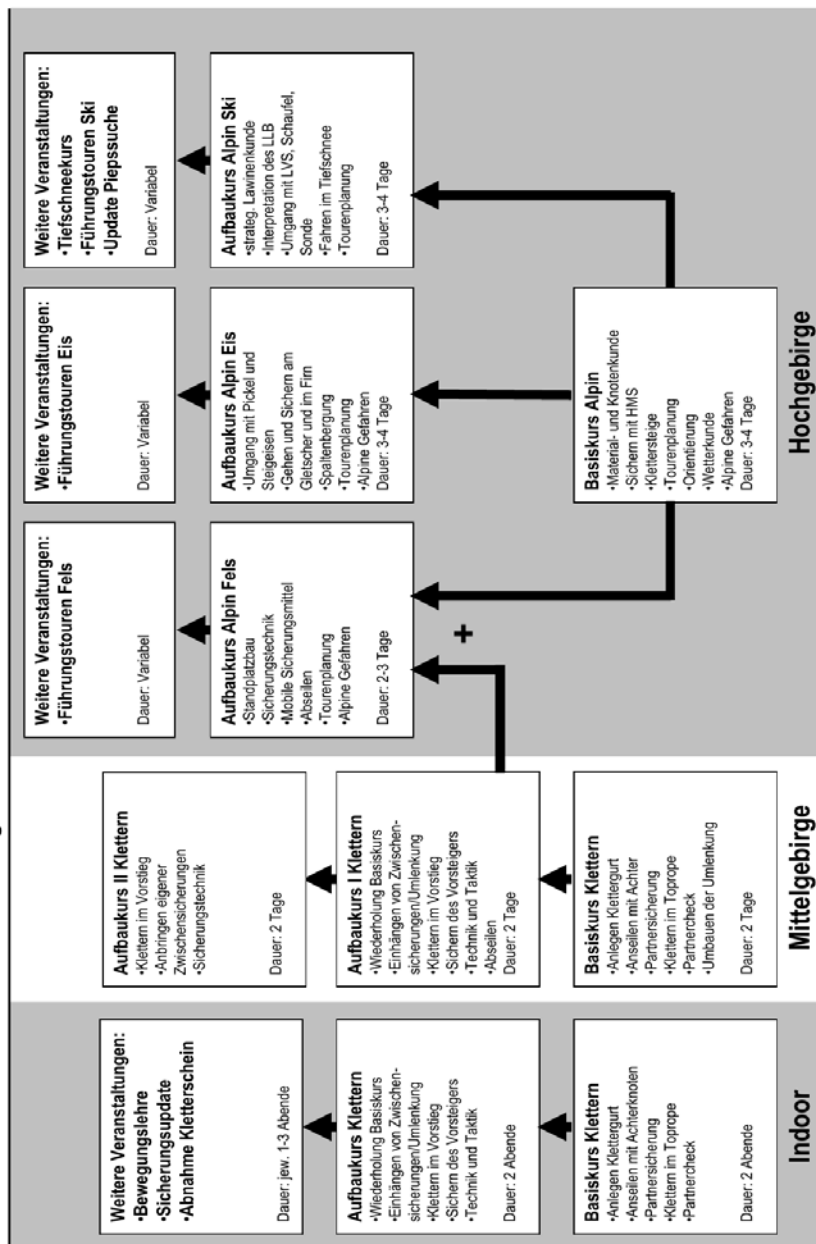 Weitere Veranstaltungen:
•Bewegungslehre
•Sicherungsupdate
•Abnahme Kletterschein
Dauer: jew. 1-3 Abende
Aufbaukurs Klettern
•Wiederholung Basiskurs
•Einhängen von Zwischen-
sicherungen/Umlenkung
•Klettern im Vorstieg
•Sichern des Vorsteigers
•Technik und Taktik
Dauer: 2 Abende
Basiskurs Klettern
•Anlegen Klettergurt
•Anseilen mit Achterknoten
•Partnersicherung
•Klettern im Toprope
•Partnercheck
Dauer: 2 Abende
Indoor
Aufbaukurs II Klettern
•Klettern im Vorstieg
•Anbringen eigener
Zwischensicherungen
•Sicherungstechnik
Dauer: 2 Tage
Aufbaukurs I Klettern
•Wiederholung Basiskurs
•Einhängen von Zwischen-
sicherungen/Umlenkung
•Klettern im Vorstieg
•Sichern des Vorsteigers
•Technik und Taktik
•Abseilen
Dauer: 2 Tage
Basiskurs Klettern
•Anlegen Klettergurt
•Anseilen mit Achter
•Partnersicherung
•Klettern im Toprope
•Partnercheck
•Umbauen der Umlenkung
Dauer: 2 Tage
Mittelgebirge
Weitere Veranstaltungen:
•Führungstouren Fels
Dauer: Variabel
Aufbaukurs Alpin Fels
•Standplatzbau
•Sicherungstechnik
•Mobile Sicherungsmittel
•Abseilen
•Tourenplanung
•Alpine Gefahren
Dauer: 2-3 Tage
+
Weitere Veranstaltungen:
•Führungstouren Eis
Dauer: Variabel
Aufbaukurs Alpin Eis
•Umgang mit Pickel und
Steigeisen
•Gehen und Sichern am
Gletscher und im Firn
•Spaltenbergung
•Tourenplanung
•Alpine Gefahren
Dauer: 3-4 Tage
Weitere Veranstaltungen:
•Tiefschneekurs
•Führungstouren Ski
•Update Piepssuche
Dauer: Variabel
Aufbaukurs Alpin Ski
•strateg. Lawinenkunde
•Interpretation des LLB
•Umgang mit LVS, Schaufel,
Sonde
•Fahren im Tiefschnee
•Tourenplanung
Dauer: 3-4 Tage
Basiskurs Alpin
•Material- und Knotenkunde
•Sichern mit HMS
•Klettersteige
•Tourenplanung
•Orientierung
•Wetterkunde
•Alpine Gefahren
Dauer: 3-4 Tage
Hochgebirge